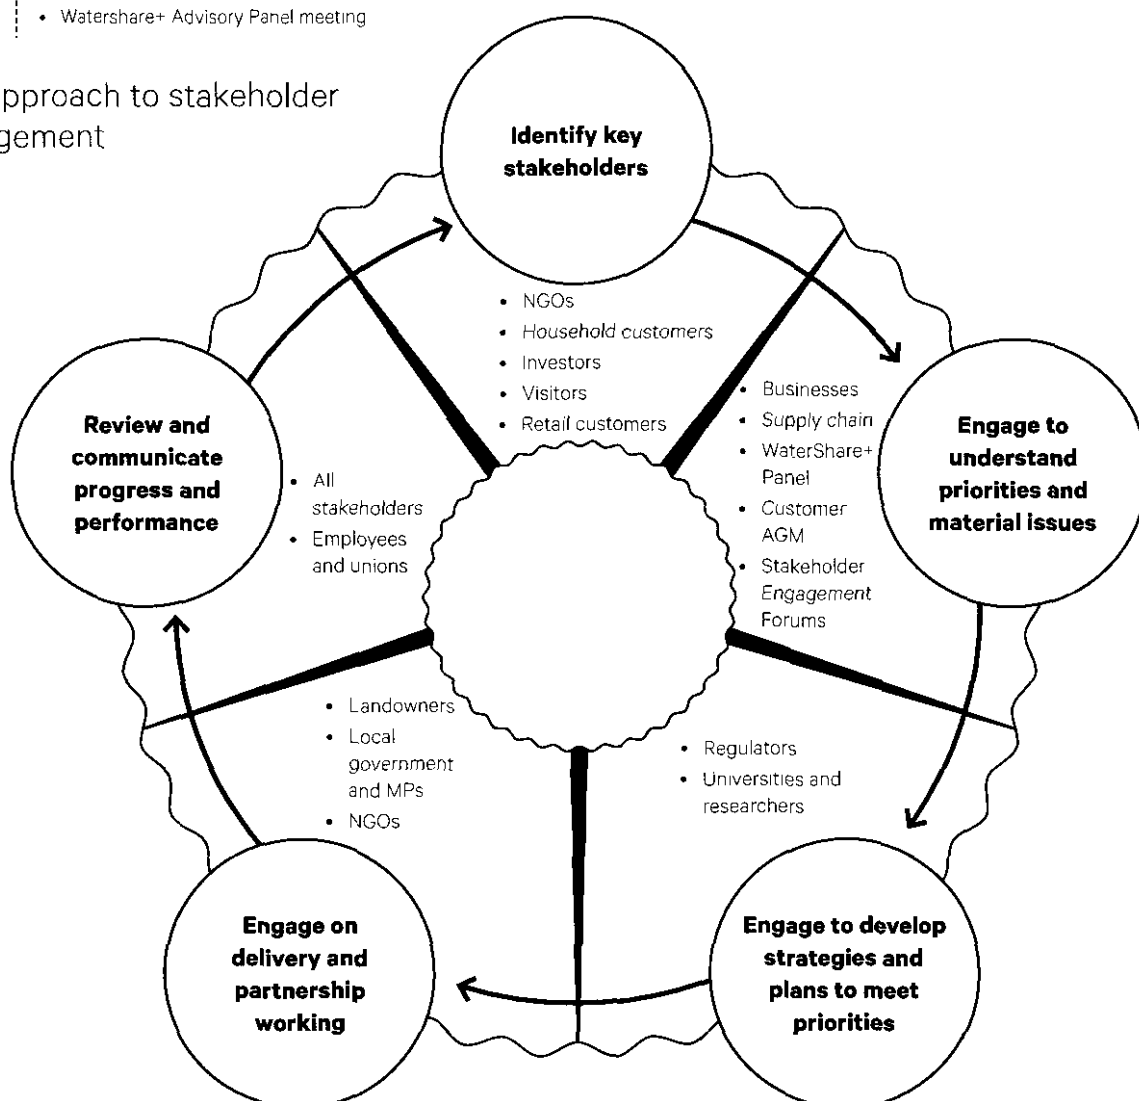 • Watershare+ Advisory Panel meeting
pproach to stakeholder
gement
Identify key
stakeholders
• NGOs
• Household customers
• Investors
• Visitors
• Retail customers
• Businesses
• Supply chain
• WaterShare+
Panel
• Customer
AGM
• Stakeholder
Engagement
Forums
Engage to
understand
priorities and
material issues
• Regulators
• Universities and
researchers
Engage to develop
strategies and
plans to meet
priorities
• Landowners
• Local
government
and MPs
• NGOs
Engage on
delivery and
partnership
working
• All
stakeholders
• Employees
and unions
Review and
communicate
progress and
performance